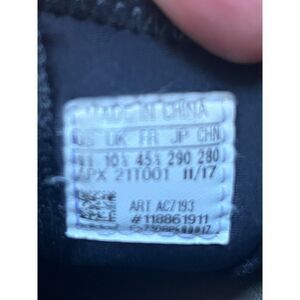 MADE IN CHINA
US UK FR JP CHN
11 10½ 45⅓ 290 280
APX 21T001 11/17
ART AC7193
#118861911